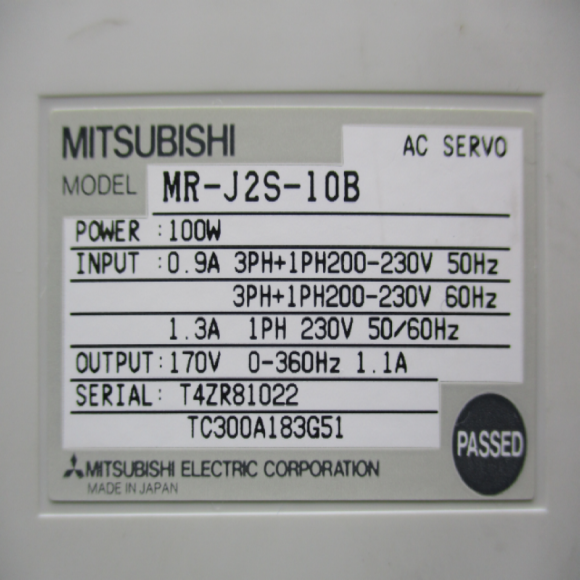 MITSUBISHI AC SERVO
MODEL MR-J2S-10B
POWER :100W
INPUT :0.9A 3PH+1PH200-230V 50Hz
3PH+1PH200-230V 60Hz
1.3A 1PH 230V 50/60Hz
OUTPUT:170V 0-360Hz 1.1A
SERIAL: T4ZR81022
TC300A183G51
PASSED
MITSUBISHI ELECTRIC CORPORATION
MADE IN JAPAN